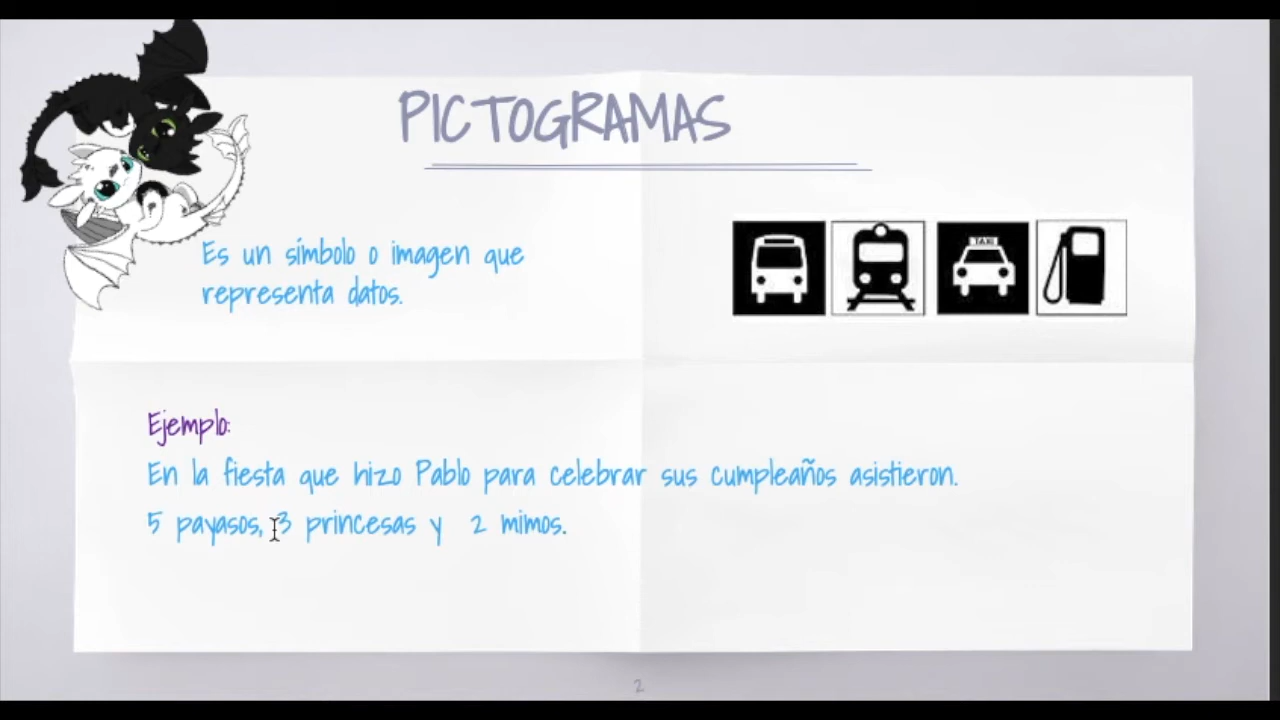 PICTOGRAMAS
Es un símbolo o imagen que
representa datos.
TAXI
Ejemplo:
En la fiesta que hizo Pablo para celebrar sus cumpleaños asistieron.
5 payasos, 3 princesas y 2 mimos.
2